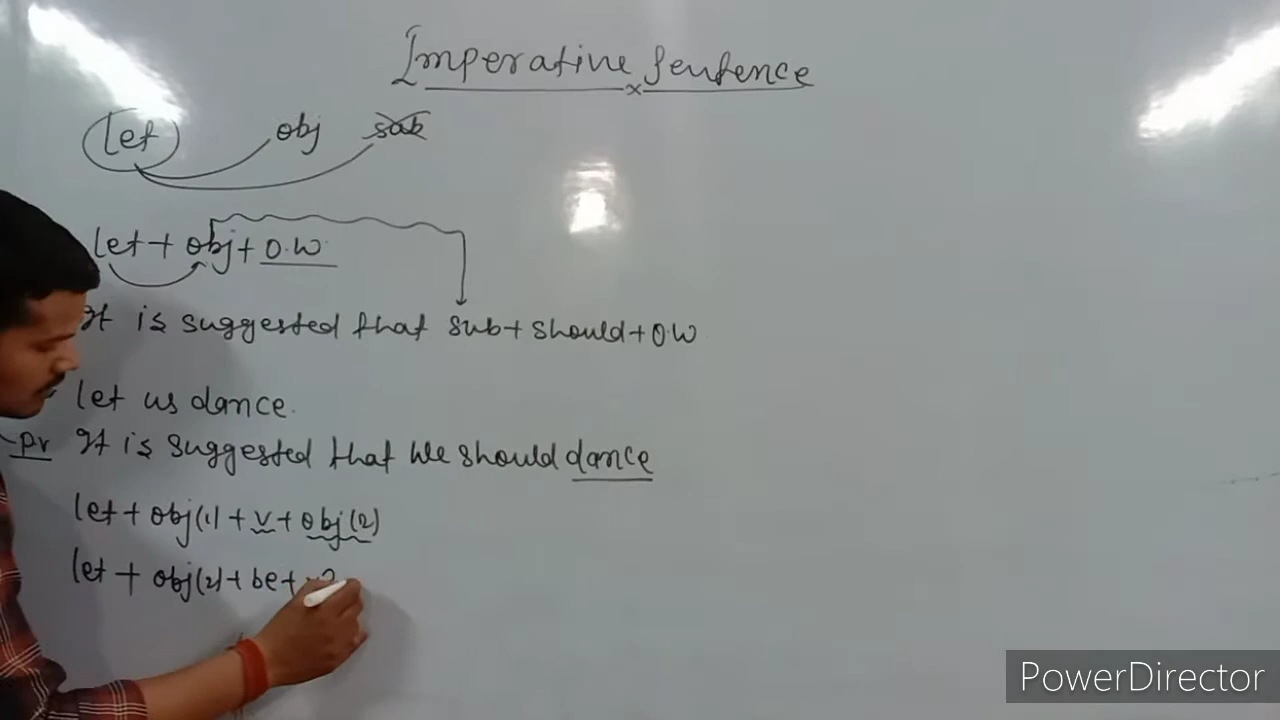 Imperative Sentence
let obj sub
let + obj + O.W
It is suggested that sub + should + O.W
let us dance.
Pv It is suggested that we should dance
let + obj(1) + v + obj(2)
let + obj(2) + be +
PowerDirector